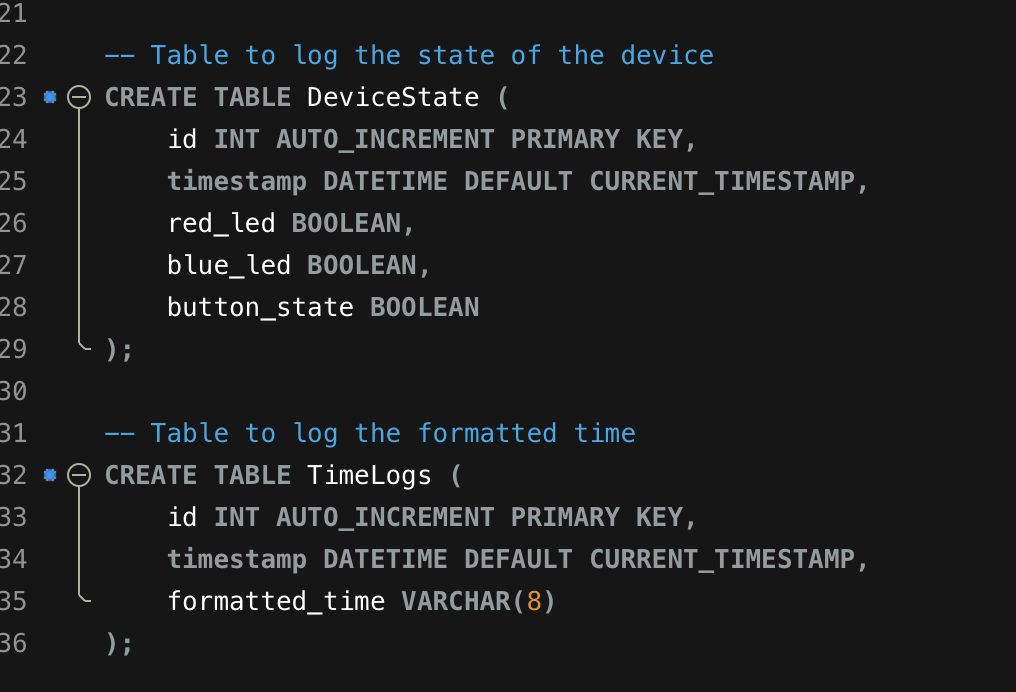 21
22 -- Table to log the state of the device
23 CREATE TABLE DeviceState (
24 id INT AUTO_INCREMENT PRIMARY KEY,
25 timestamp DATETIME DEFAULT CURRENT_TIMESTAMP,
26 red_led BOOLEAN,
27 blue_led BOOLEAN,
28 button_state BOOLEAN
29 );
30
31 -- Table to log the formatted time
32 CREATE TABLE TimeLogs (
33 id INT AUTO_INCREMENT PRIMARY KEY,
34 timestamp DATETIME DEFAULT CURRENT_TIMESTAMP,
35 formatted_time VARCHAR(8)
36 );